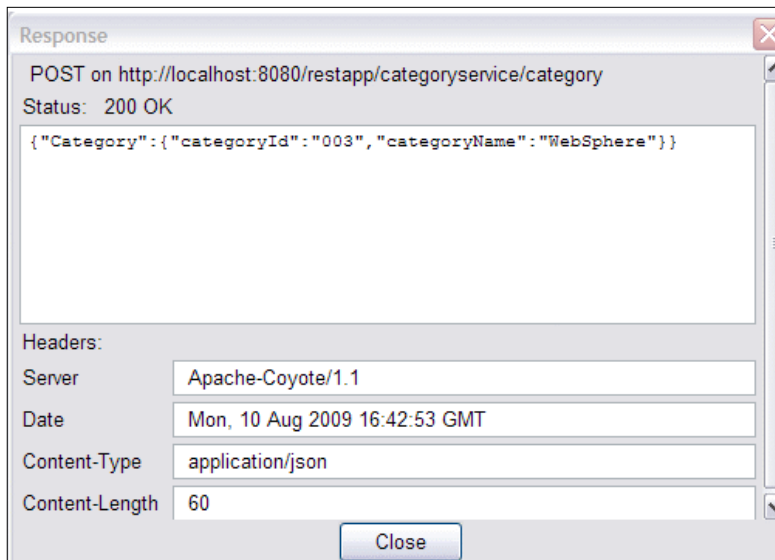 Response
POST on http://localhost:8080/restapp/categoryservice/category
Status: 200 OK
{"Category":{"categoryId":"003","categoryName":"WebSphere"}}
Headers:
Server Apache-Coyote/1.1
Date Mon, 10 Aug 2009 16:42:53 GMT
Content-Type application/json
Content-Length 60
Close